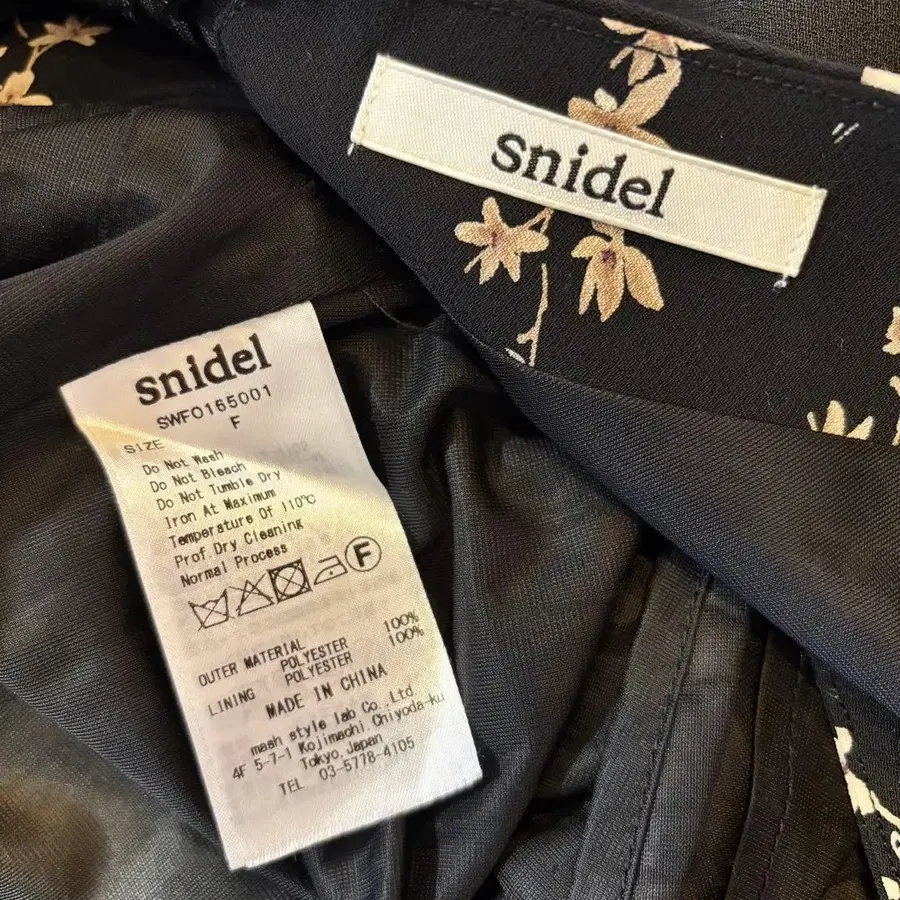 snidel
snidel
SWFO165001
SIZE F
Do Not Wash
Do Not Bleach
Do Not Tumble Dry
Iron At Maximum
Temperature Of 110℃
Prof.Dry Cleaning
Normal Process
F
OUTER MATERIAL
POLYESTER 100%
LINING POLYESTER 100%
MADE IN CHINA
mash style lab Co.,Ltd.
4F 5-7-1 Kojimachi,Chiyoda-ku
Tokyo,Japan
TEL 03-5778-4105